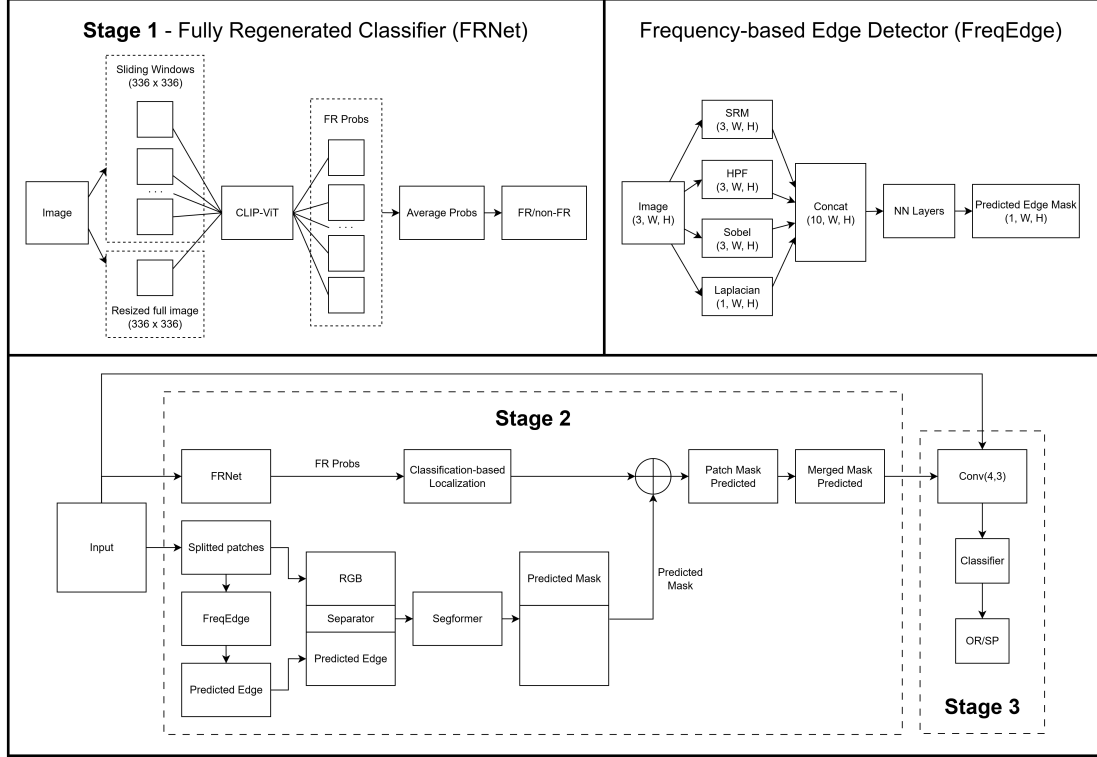 Stage 1 - Fully Regenerated Classifier (FRNet)
Sliding Windows
(336 x 336)
. . .
Resized full image
(336 x 336)
Image
CLIP-ViT
FR Probs
. . .
Average Probs
FR/non-FR
Frequency-based Edge Detector (FreqEdge)
Image
(3, W, H)
SRM
(3, W, H)
HPF
(3, W, H)
Sobel
(3, W, H)
Laplacian
(1, W, H)
Concat
(10, W, H)
NN Layers
Predicted Edge Mask
(1, W, H)
Stage 2
Input
FRNet
FR Probs
Classification-based
Localization
Patch Mask
Predicted
Merged Mask
Predicted
Splitted patches
FreqEdge
Predicted Edge
RGB
Separator
Predicted Edge
Segformer
Predicted Mask
Predicted
Mask
Conv(4,3)
Classifier
OR/SP
Stage 3